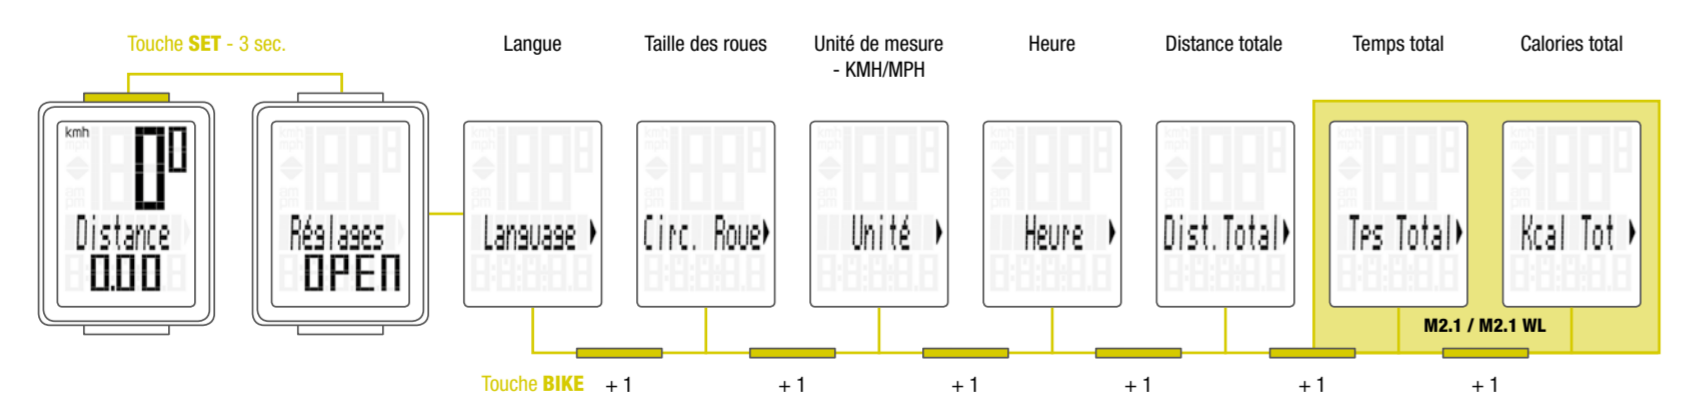 Touche SET - 3 sec.
Langue
Taille des roues
Unité de mesure
- KMH/MPH
Heure
Distance totale
Temps total
Calories total
kmh
Distance
0.00
00
Réglages
OPEN
Language
Circ. Roue
Unité
Heure
Dist.Total
Tps Total
Kcal Tot
M2.1 / M2.1 WL
Touche BIKE
+ 1
+ 1
+ 1
+ 1
+ 1
+ 1